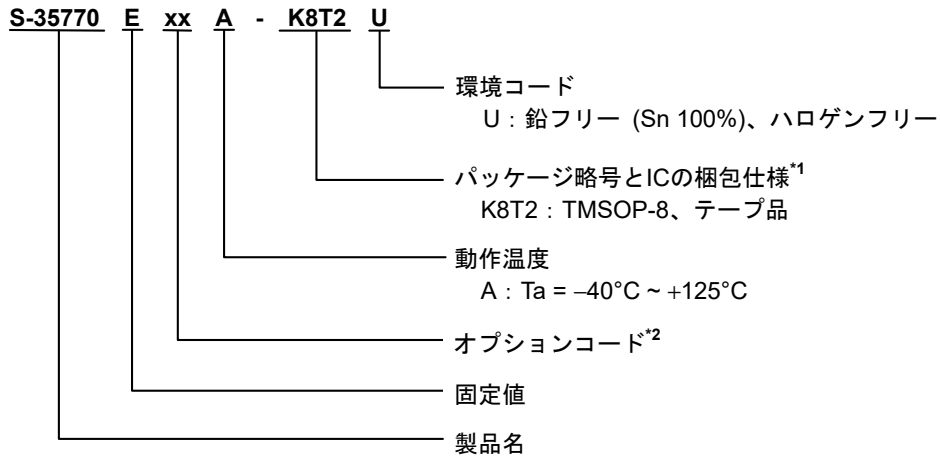 S-35770 E xx A - K8T2 U
環境コード
U : 鉛フリー (Sn 100%)、ハロゲンフリー
パッケージ略号とICの梱包仕様*1
K8T2 : TMSOP-8、テープ品
動作温度
A : Ta = −40°C ~ +125°C
オプションコード*2
固定値
製品名